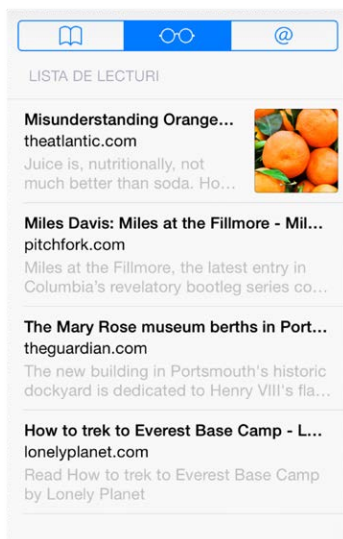 @
LISTA DE LECTURI
Misunderstanding Orange...
theatlantic.com
Juice is, nutritionally, not
much better than soda. Ho...
Miles Davis: Miles at the Fillmore - Mil...
pitchfork.com
Miles at the Fillmore, the latest entry in
Columbia's revelatory bootleg series co...
The Mary Rose museum berths in Port...
theguardian.com
The new building in Portsmouth's historic
dockyard is dedicated to Henry VIII's fla...
How to trek to Everest Base Camp - L...
lonelyplanet.com
Read How to trek to Everest Base Camp
by Lonely Planet